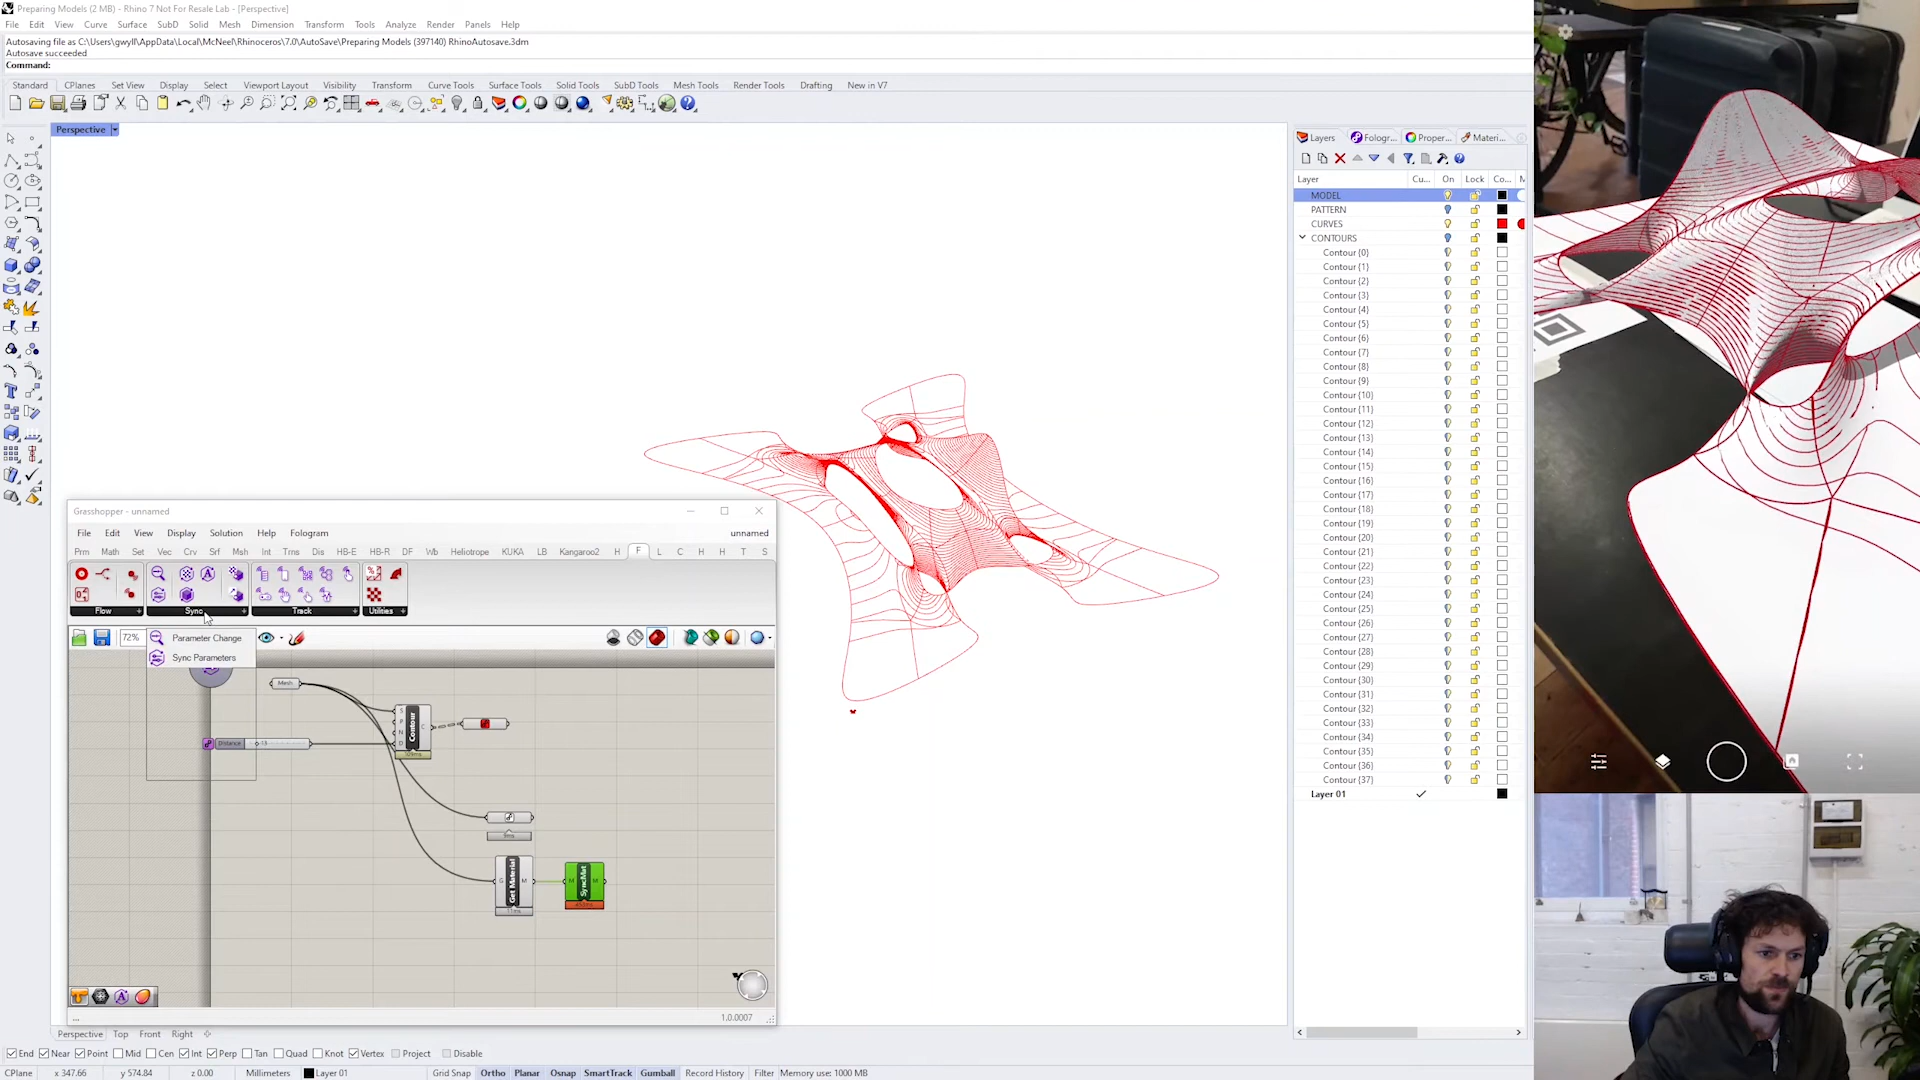 Preparing Models (2 MB) - Rhino 7 Not For Resale Lab - [Perspective]
File Edit View Curve Surface SubD Solid Mesh Dimension Transform Tools Analyze Render Panels Help
Autosaving file as C:\Users\gwyll\AppData\Local\McNeel\Rhinoceros\7.0\AutoSave\Preparing Models (397140) RhinoAutosave.3dm
Autosave succeeded
Command:
Standard CPlanes Set View Display Select Viewport Layout Visibility Transform Curve Tools Surface Tools Solid Tools SubD Tools Mesh Tools Render Tools Drafting New in V7
Perspective
Layers Fologr... Proper... Materi...
Layer Cu... On Lock Co... M
MODEL
PATTERN
CURVES
CONTOURS
Contour {0}
Contour {1}
Contour {2}
Contour {3}
Contour {4}
Contour {5}
Contour {6}
Contour {7}
Contour {8}
Contour {9}
Contour {10}
Contour {11}
Contour {12}
Contour {13}
Contour {14}
Contour {15}
Contour {16}
Contour {17}
Contour {18}
Contour {19}
Contour {20}
Contour {21}
Contour {22}
Contour {23}
Contour {24}
Contour {25}
Contour {26}
Contour {27}
Contour {28}
Contour {29}
Contour {30}
Contour {31}
Contour {32}
Contour {33}
Contour {34}
Contour {35}
Contour {36}
Contour {37}
Layer 01
Grasshopper - unnamed
File Edit View Display Solution Help Fologram unnamed
Prm Math Set Vec Crv Srf Msh Int Trns Dis HB-E HB-R DF Wb Heliotrope KUKA LB Kangaroo2 H F L C H H T S
Flow Sync Track Utilities
72%
Parameter Change
Sync Parameters
Mesh
S P N D Contour C
Distance 13
G Get Material M
11ms
M SyncMat M
...
1.0.0007
Perspective Top Front Right
End Near Point Mid Cen Int Perp Tan Quad Knot Vertex Project Disable
CPlane x 347.66 y 574.84 z 0.00 Millimeters Layer 01 Grid Snap Ortho Planar Osnap SmartTrack Gumball Record History Filter Memory use: 1000 MB